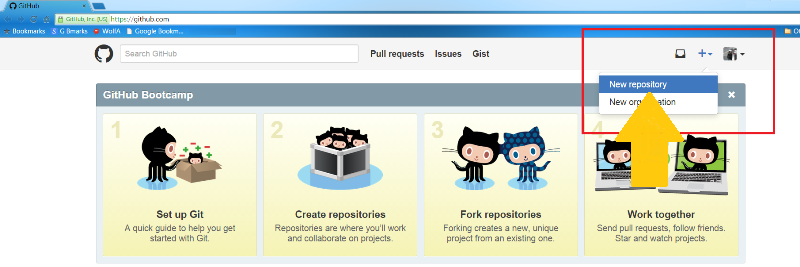 GitHub
GitHub, Inc. [US] https://github.com
Bookmarks G Bmarks WolfA Google Bookm...
Search GitHub
Pull requests Issues Gist
New repository
GitHub Bootcamp
1
Set up Git
A quick guide to help you get
started with Git.
2
Create repositories
Repositories are where you'll work
and collaborate on projects.
3
Fork repositories
Forking creates a new, unique
project from an existing one.
4
Work together
Send pull requests, follow friends.
Star and watch projects.